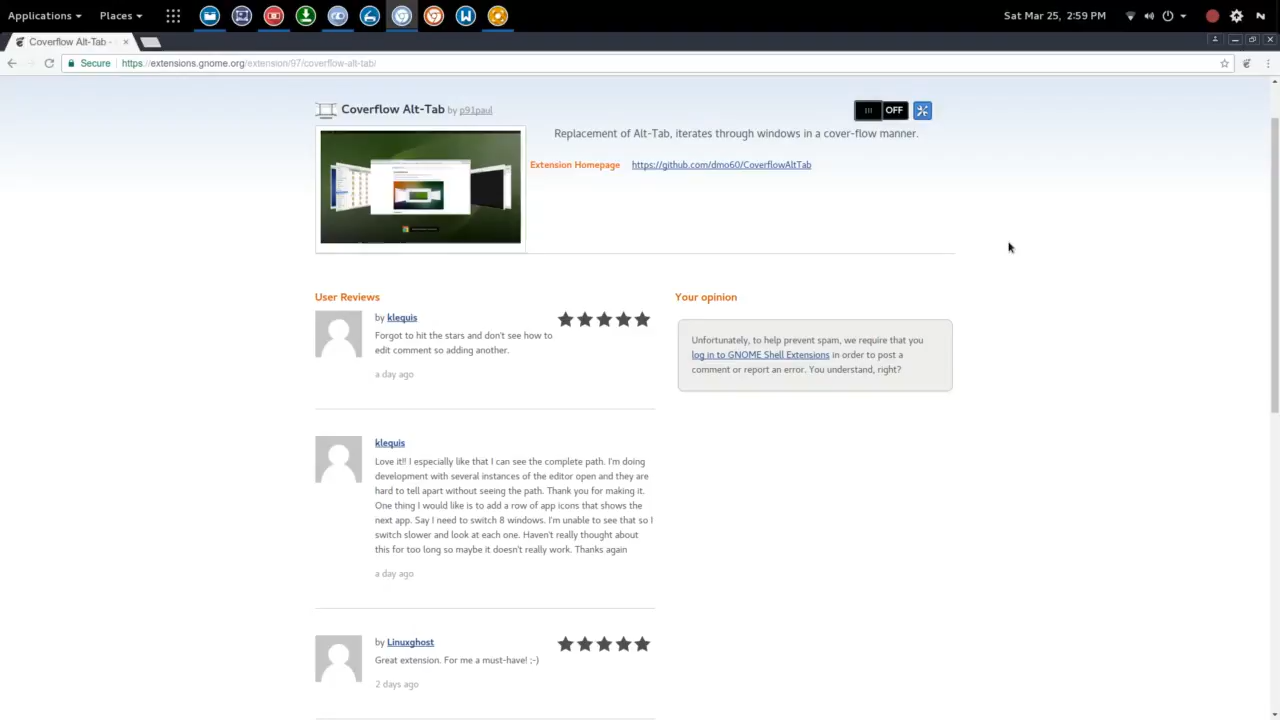 Applications
Places
Sat Mar 25, 3:59 PM
Coverflow Alt-Tab
Secure
https://extensions.gnome.org/extension/97/coverflow-alt-tab/
Coverflow Alt-Tab by p91paul
OFF
Replacement of Alt-Tab, iterates through windows in a cover-flow manner.
Extension Homepage https://github.com/dmo60/CoverflowAltTab
User Reviews
by klequis
Forgot to hit the stars and don't see how to
edit comment so adding another.
a day ago
klequis
Love it!! I especially like that I can see the complete path. I'm doing
development with several instances of the editor open and they are
hard to tell apart without seeing the path. Thank you for making it.
One thing I would like is to add a row of app icons that shows the
next app. Say I need to switch 8 windows. I'm unable to see that so I
switch slower and look at each one. Haven't really thought about
this for too long so maybe it doesn't really work. Thanks again
a day ago
by Linuxghost
Great extension. For me a must-have! ;-)
2 days ago
Your opinion
Unfortunately, to help prevent spam, we require that you
log in to GNOME Shell Extensions in order to post a
comment or report an error. You understand, right?